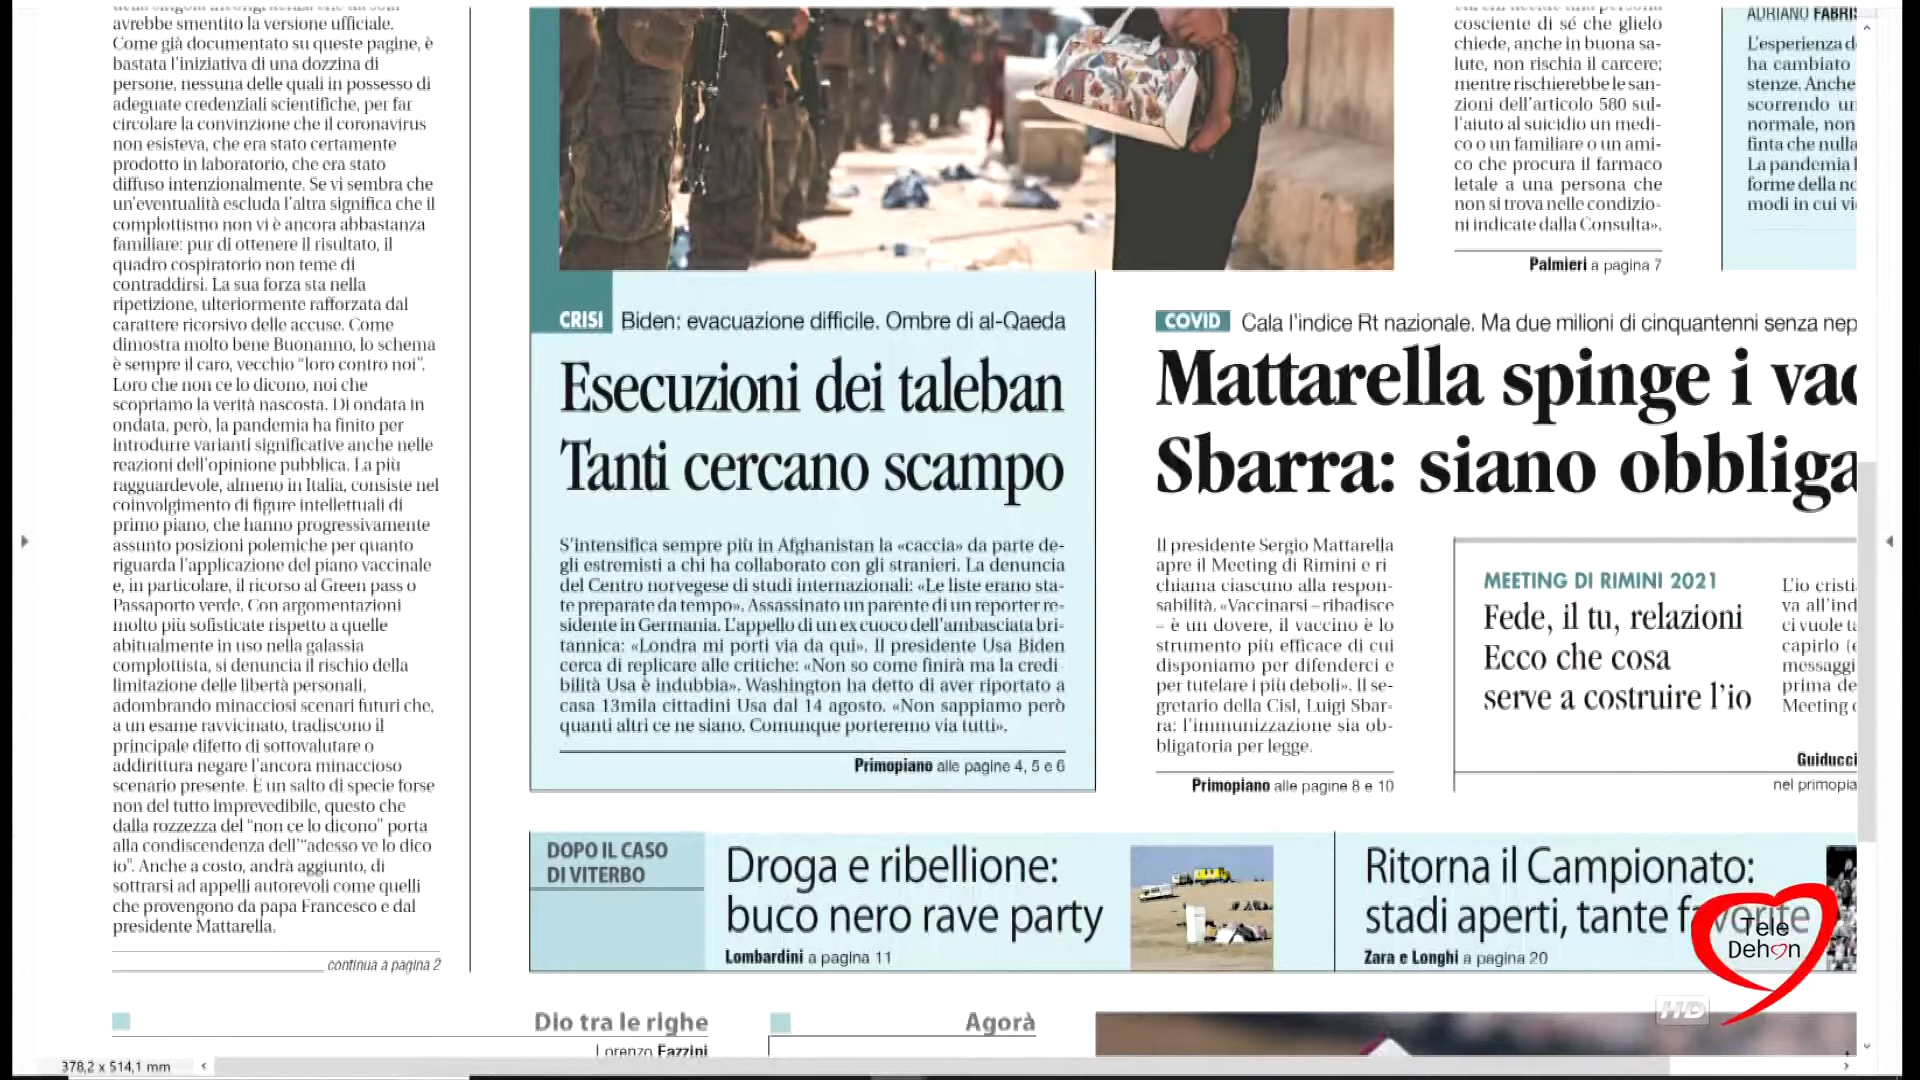 avrebbe smentito la versione ufficiale.
Come già documentato su queste pagine, è
bastata l'iniziativa di una dozzina di
persone, nessuna delle quali in possesso di
adeguate credenziali scientifiche, per far
circolare la convinzione che il coronavirus
non esisteva, che era stato certamente
prodotto in laboratorio, che era stato
diffuso intenzionalmente. Se vi sembra che
un'eventualità escluda l'altra significa che il
complottismo non vi è ancora abbastanza
familiare: pur di ottenere il risultato, il
quadro cospiratorio non teme di
contraddirsi. La sua forza sta nella
ripetizione, ulteriormente rafforzata dal
carattere ricorsivo delle accuse. Come
dimostra molto bene Buonanno, lo schema
è sempre il caro, vecchio "loro contro noi".
Loro che non ce lo dicono, noi che
scopriamo la verità nascosta. Di ondata in
ondata, però, la pandemia ha finito per
introdurre varianti significative anche nelle
reazioni dell'opinione pubblica. La più
ragguardevole, almeno in Italia, consiste nel
coinvolgimento di figure intellettuali di
primo piano, che hanno progressivamente
assunto posizioni polemiche per quanto
riguarda l'applicazione del piano vaccinale
e, in particolare, il ricorso al Green pass o
Passaporto verde. Con argomentazioni
molto più sofisticate rispetto a quelle
abitualmente in uso nella galassia
complottista, si denuncia il rischio della
limitazione delle libertà personali,
adombrando minacciosi scenari futuri che,
a un esame ravvicinato, tradiscono il
principale difetto di sottovalutare o
addirittura negare l'ancora minaccioso
scenario presente. È un salto di specie forse
non del tutto imprevedibile, questo che
dalla rozzezza del "non ce lo dicono" porta
alla condiscendenza dell'"adesso ve lo dico
io". Anche a costo, andrà aggiunto, di
sottrarsi ad appelli autorevoli come quelli
che provengono da papa Francesco e dal
presidente Mattarella.
continua a pagina 2
CRISI Biden: evacuazione difficile. Ombre di al-Qaeda
Esecuzioni dei taleban
Tanti cercano scampo
S'intensifica sempre più in Afghanistan la «caccia» da parte de-
gli estremisti a chi ha collaborato con gli stranieri. La denuncia
del Centro norvegese di studi internazionali: «Le liste erano sta-
te preparate da tempo». Assassinato un parente di un reporter re-
sidente in Germania. L'appello di un ex cuoco dell'ambasciata bri-
tannica: «Londra mi porti via da qui». Il presidente Usa Biden
cerca di replicare alle critiche: «Non so come finirà ma la credi-
bilità Usa è indubbia». Washington ha detto di aver riportato a
casa 13mila cittadini Usa dal 14 agosto. «Non sappiamo però
quanti altri ce ne siano. Comunque porteremo via tutti».
Primopiano alle pagine 4, 5 e 6
cosciente di sé che glielo
chiede, anche in buona sa-
lute, non rischia il carcere;
mentre rischierebbe le san-
zioni dell'articolo 580 sul-
l'aiuto al suicidio un medi-
co o un familiare o un ami-
co che procura il farmaco
letale a una persona che
non si trova nelle condizio-
ni indicate dalla Consulta».
Palmieri a pagina 7
ADRIANO FABRIS
L'esperienza d
ha cambiato
stenze. Anche
scorrendo un
normale, non
finta che nulla
La pandemia
forme della no
modi in cui vi
COVID Cala l'indice Rt nazionale. Ma due milioni di cinquantenni senza nep
Mattarella spinge i vac
Sbarra: siano obbliga
Il presidente Sergio Mattarella
apre il Meeting di Rimini e ri-
chiama ciascuno alla respon-
sabilità. «Vaccinarsi – ribadisce
– è un dovere, il vaccino è lo
strumento più efficace di cui
disponiamo per difenderci e
per tutelare i più deboli». Il se-
gretario della Cisl, Luigi Sbar-
ra: l'immunizzazione sia ob-
bligatoria per legge.
Primopiano alle pagine 8 e 10
MEETING DI RIMINI 2021
Fede, il tu, relazioni
Ecco che cosa
serve a costruire l'io
L'io cristi
va all'ind
ci vuole ta
capirlo (e
messaggi
prima de
Meeting
Guiducci
nel primopia
DOPO IL CASO
DI VITERBO
Droga e ribellione:
buco nero rave party
Lombardini a pagina 11
Ritorna il Campionato:
stadi aperti, tante favorite
Zara e Longhi a pagina 20
Tele
Dehon
HD
Dio tra le righe
Lorenzo Fazzini
Agorà
378,2 x 514,1 mm